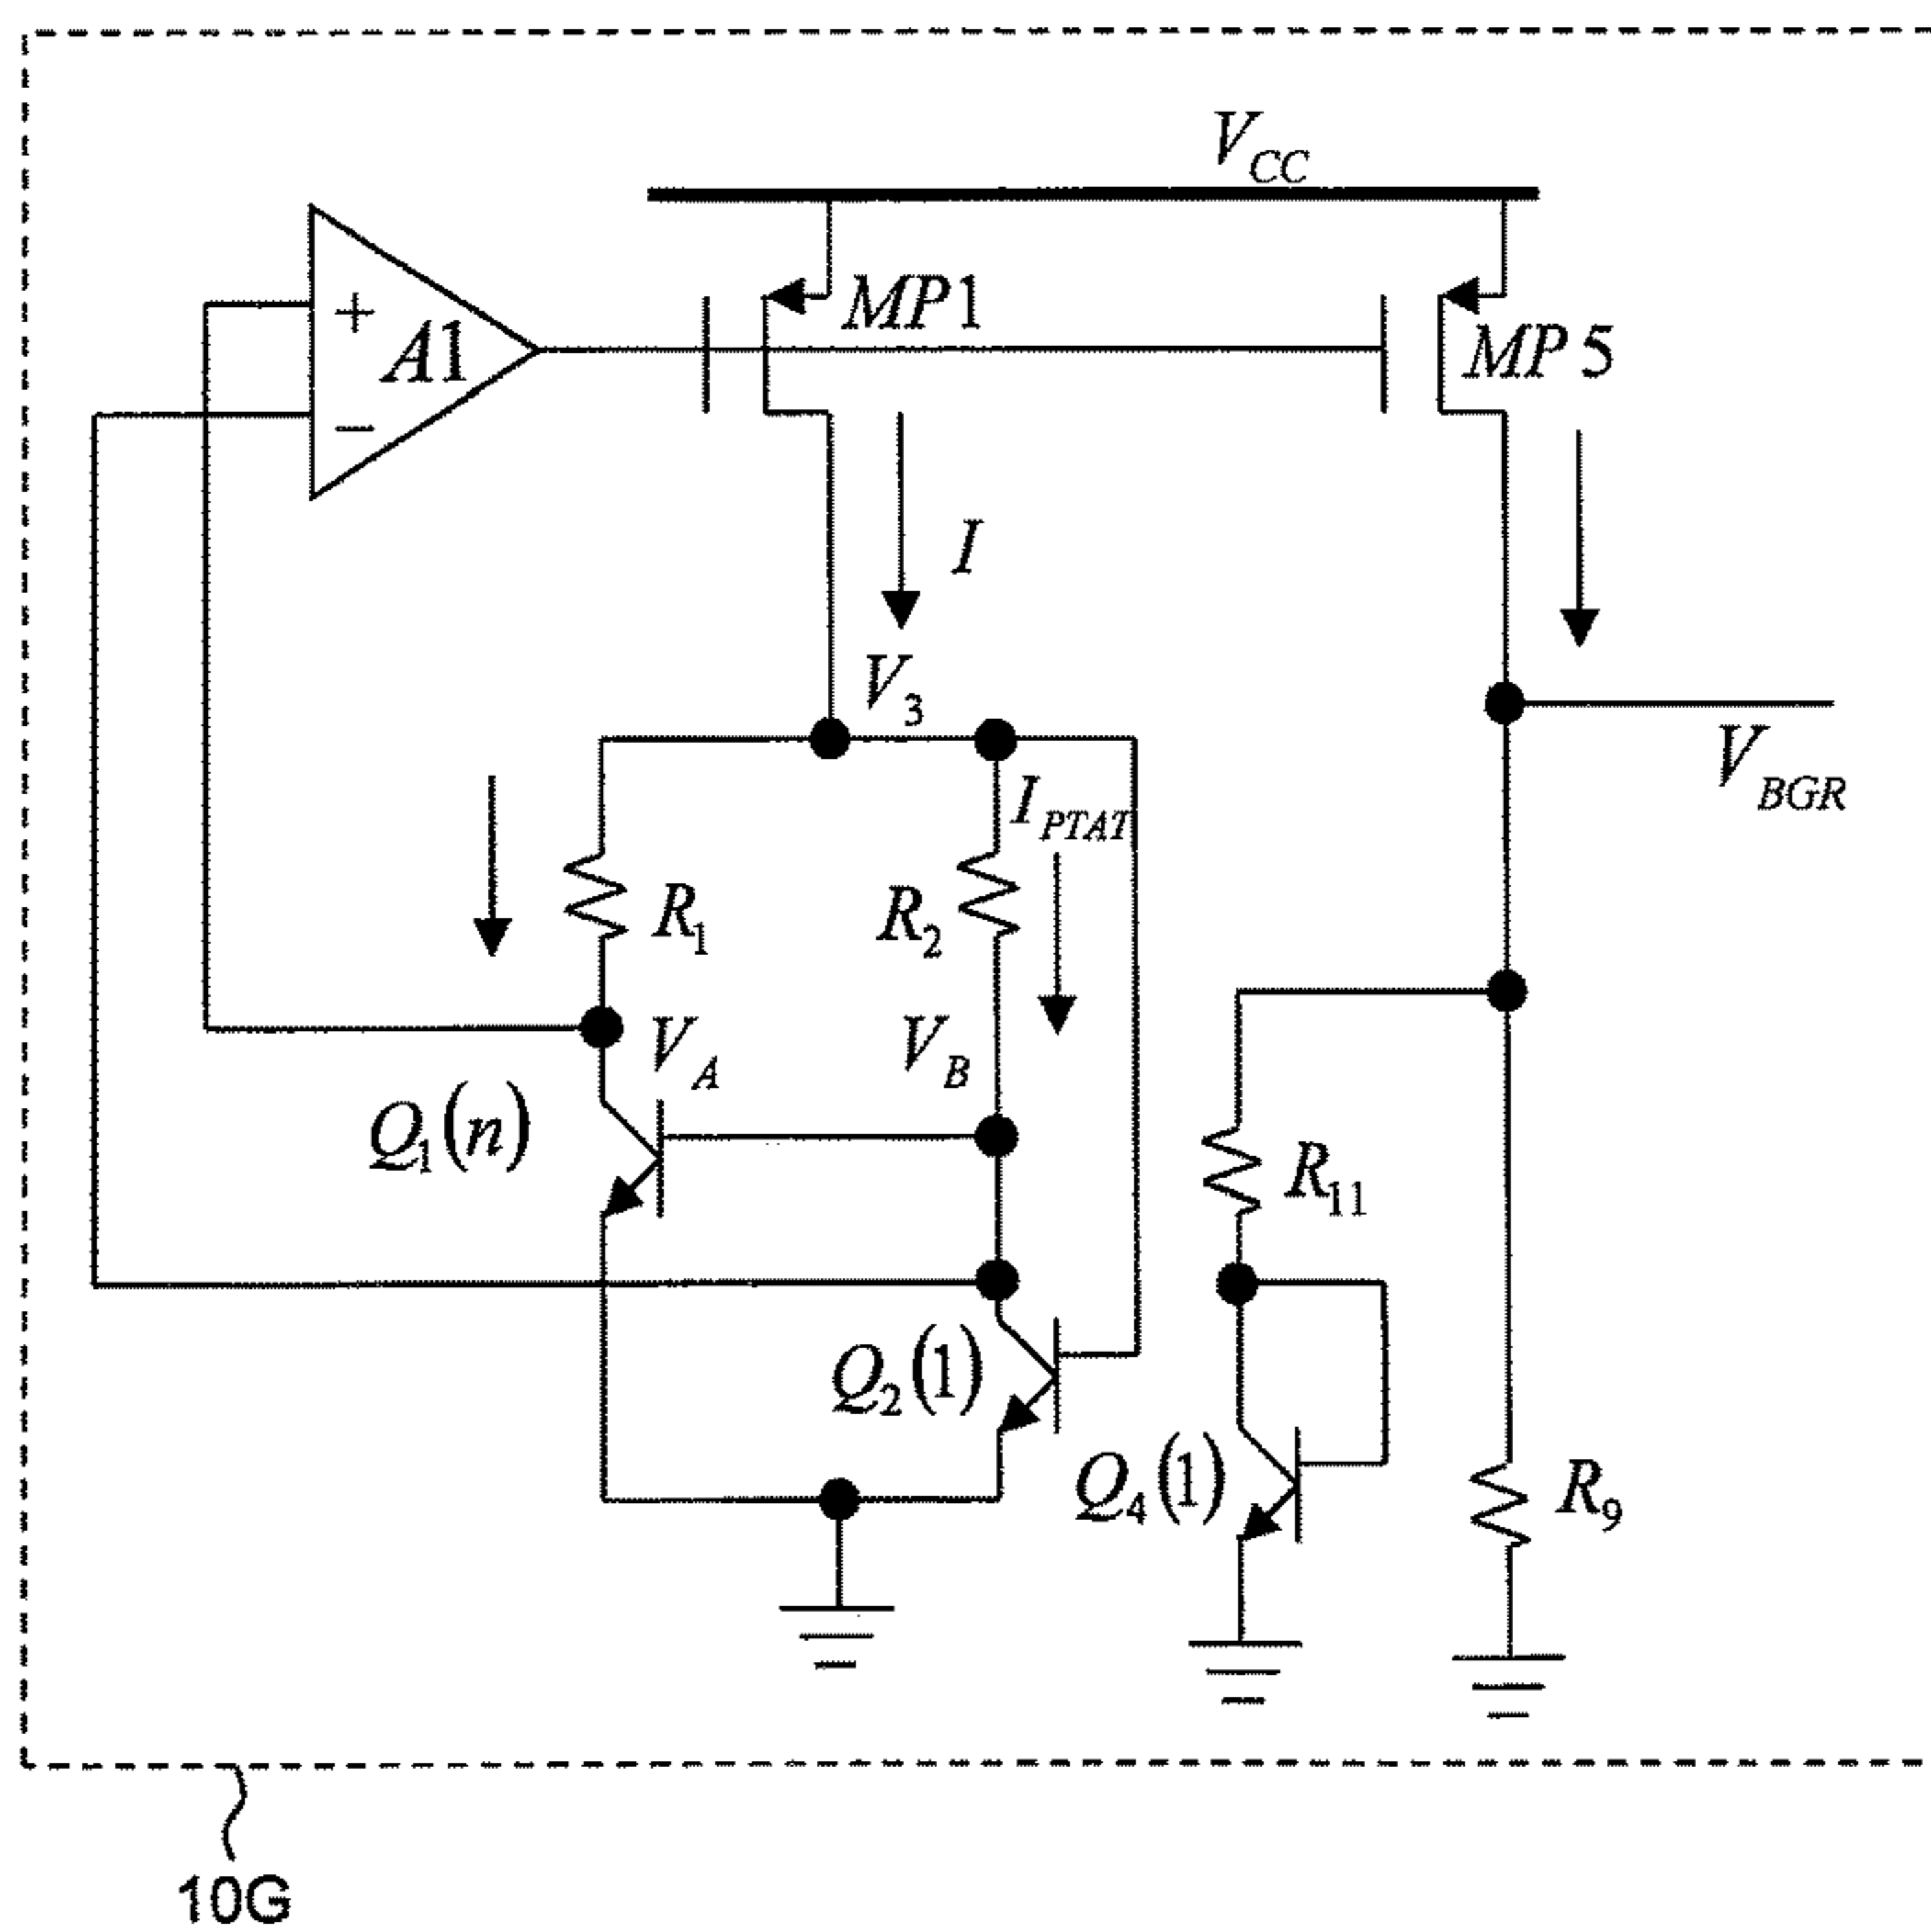 V_CC
+
A1
−
MP1
MP5
I
V_3
V_BGR
I_PTAT
R_1
R_2
V_A
V_B
Q_1(n)
R_11
Q_2(1)
Q_4(1)
R_9
10G